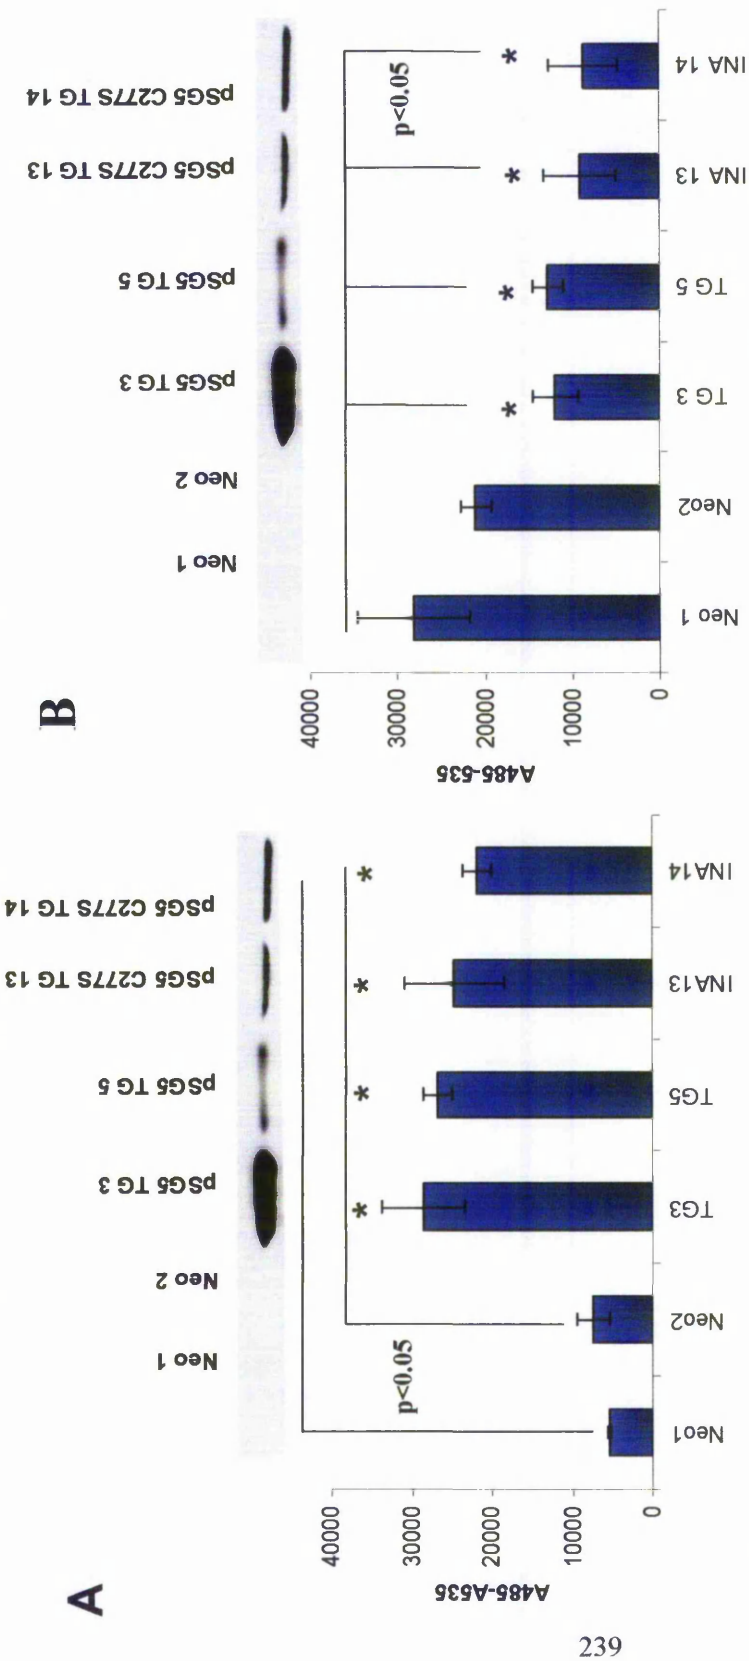 A
Neo 1
Neo 2
pSG5 TG 3
pSG5 TG 5
pSG5 C277S TG 13
pSG5 C277S TG 14
p<0.05
* * * *
A485-A535
40000
30000
20000
10000
0
Neo1
Neo2
TG3
TG5
INA13
INA14
B
Neo 1
Neo 2
pSG5 TG 3
pSG5 TG 5
pSG5 C277S TG 13
pSG5 C277S TG 14
p<0.05
* * * *
A485-535
40000
30000
20000
10000
0
Neo 1
Neo2
TG 3
TG 5
INA 13
INA 14
239